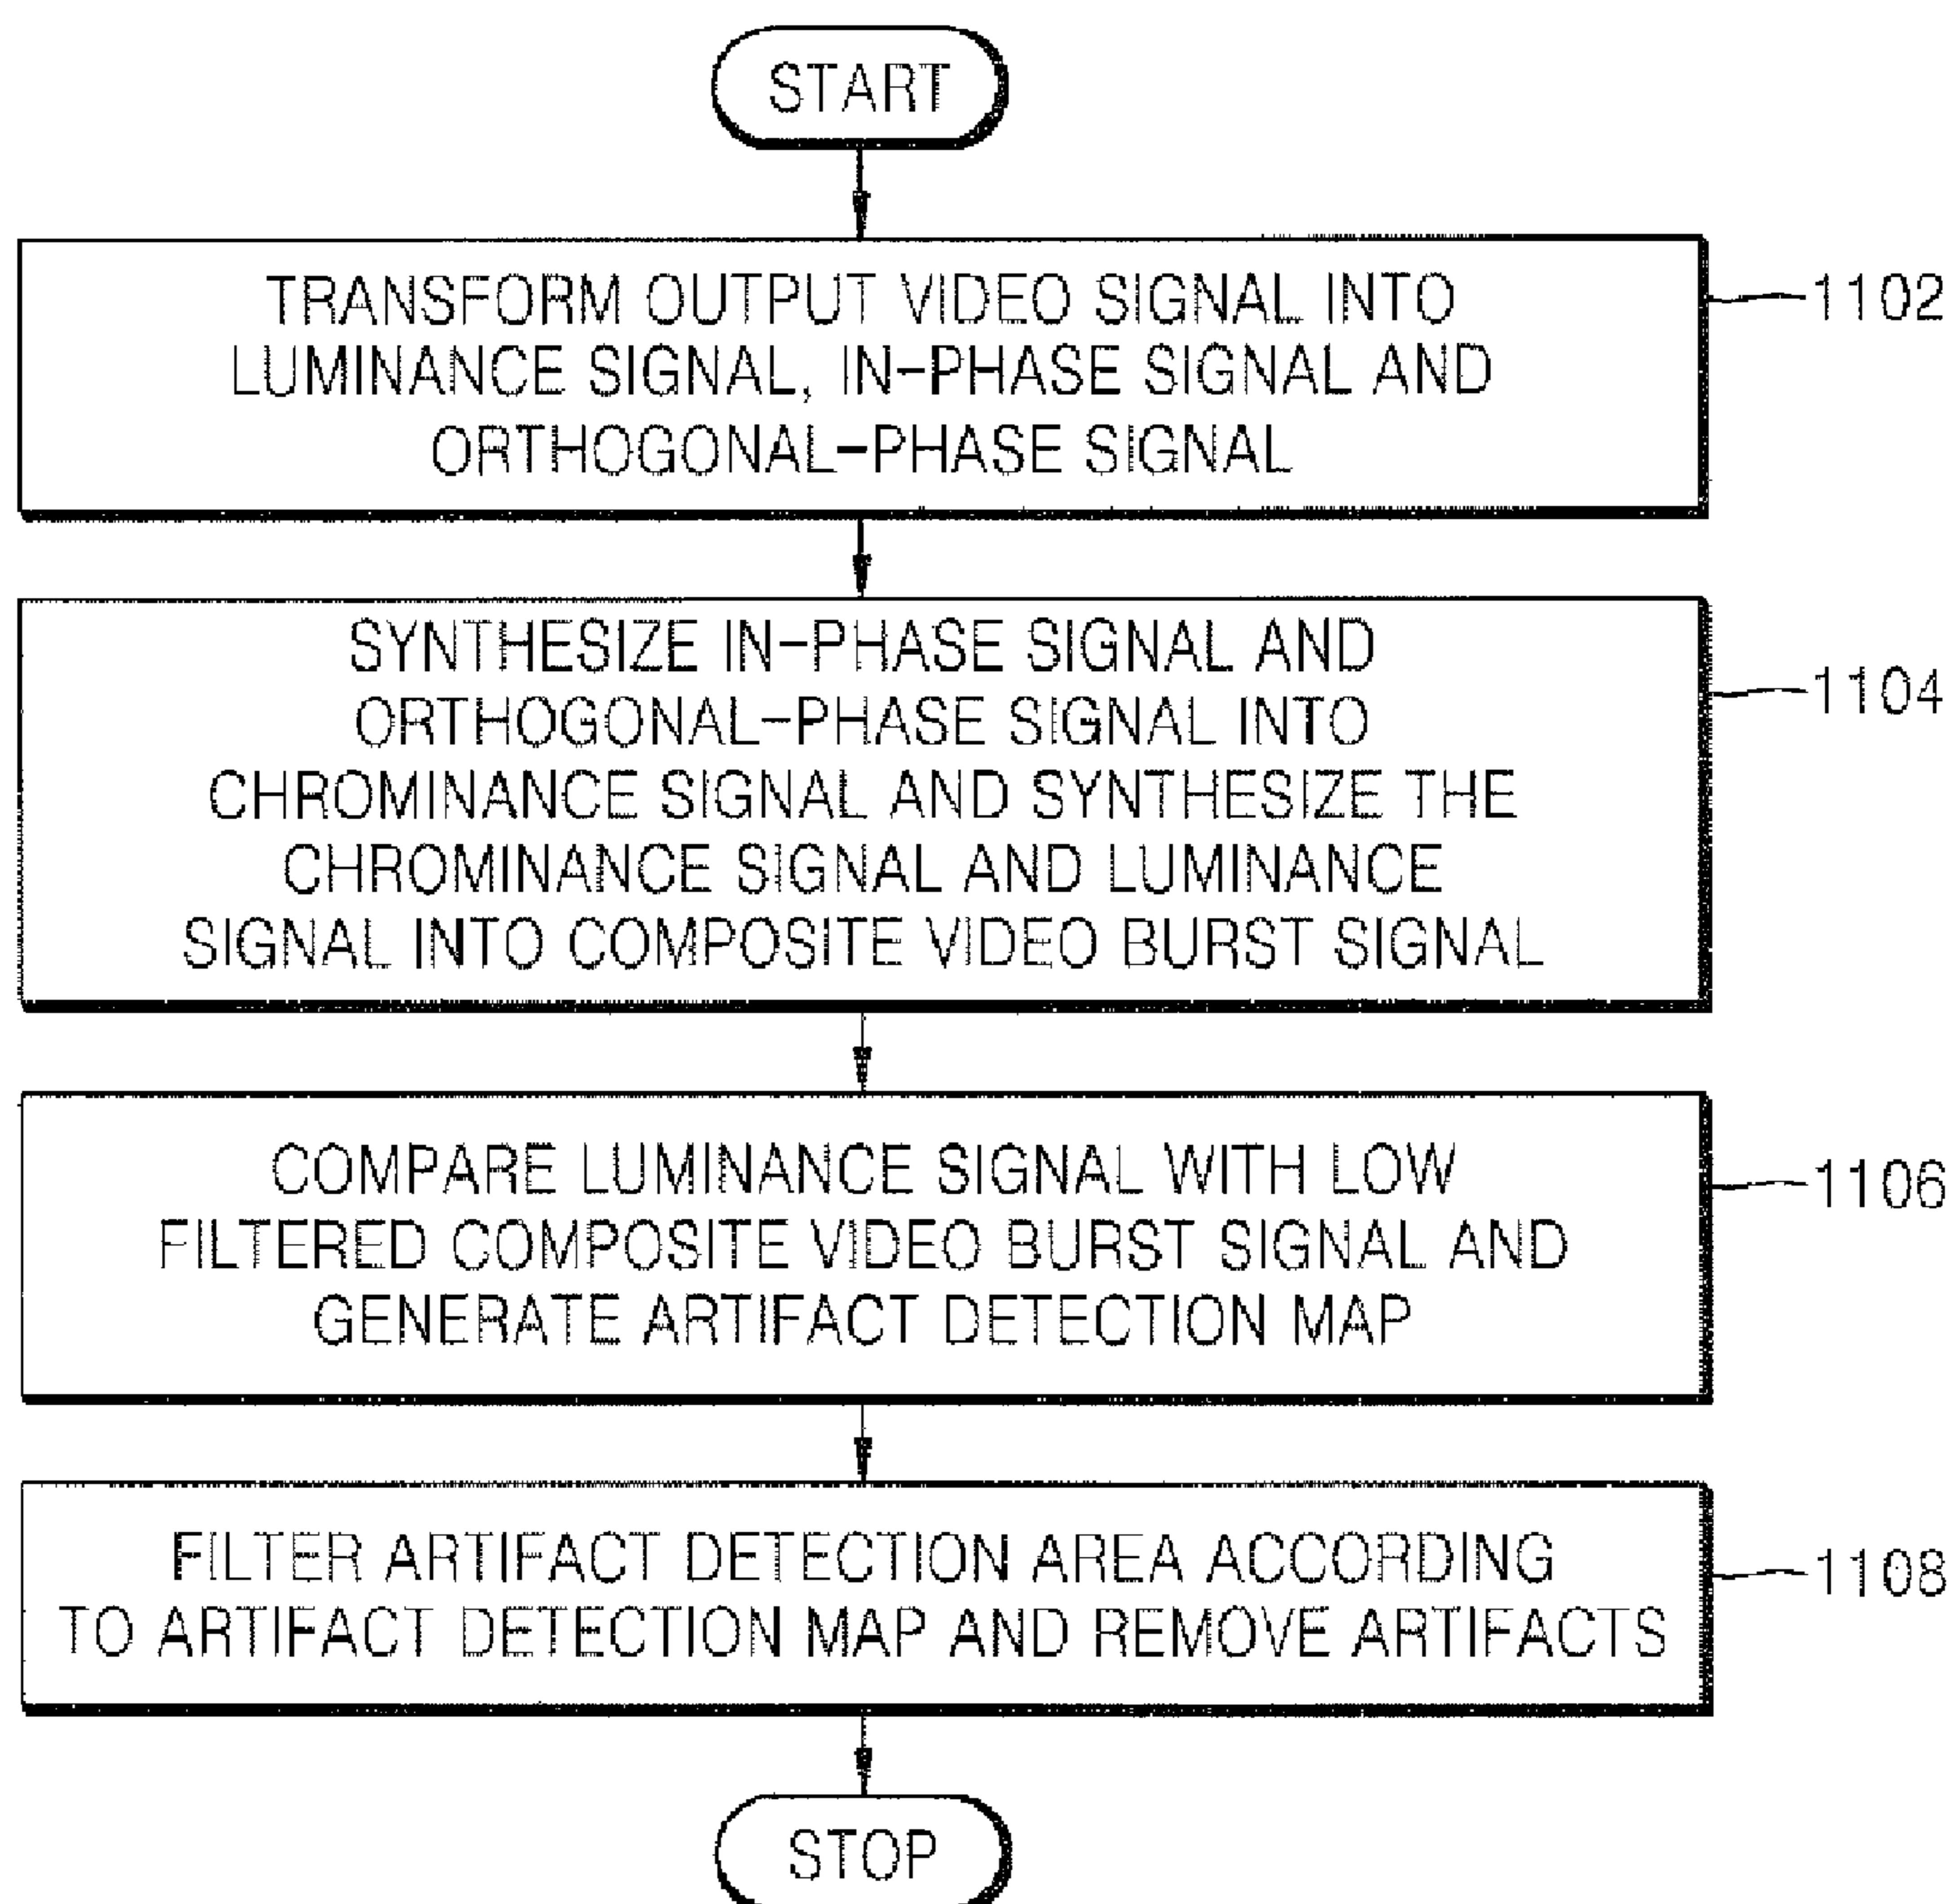 START
TRANSFORM OUTPUT VIDEO SIGNAL INTO
LUMINANCE SIGNAL, IN-PHASE SIGNAL AND
ORTHOGONAL-PHASE SIGNAL
1102
SYNTHESIZE IN-PHASE SIGNAL AND
ORTHOGONAL-PHASE SIGNAL INTO
CHROMINANCE SIGNAL AND SYNTHESIZE THE
CHROMINANCE SIGNAL AND LUMINANCE
SIGNAL INTO COMPOSITE VIDEO BURST SIGNAL
1104
COMPARE LUMINANCE SIGNAL WITH LOW
FILTERED COMPOSITE VIDEO BURST SIGNAL AND
GENERATE ARTIFACT DETECTION MAP
1106
FILTER ARTIFACT DETECTION AREA ACCORDING
TO ARTIFACT DETECTION MAP AND REMOVE ARTIFACTS
1108
STOP